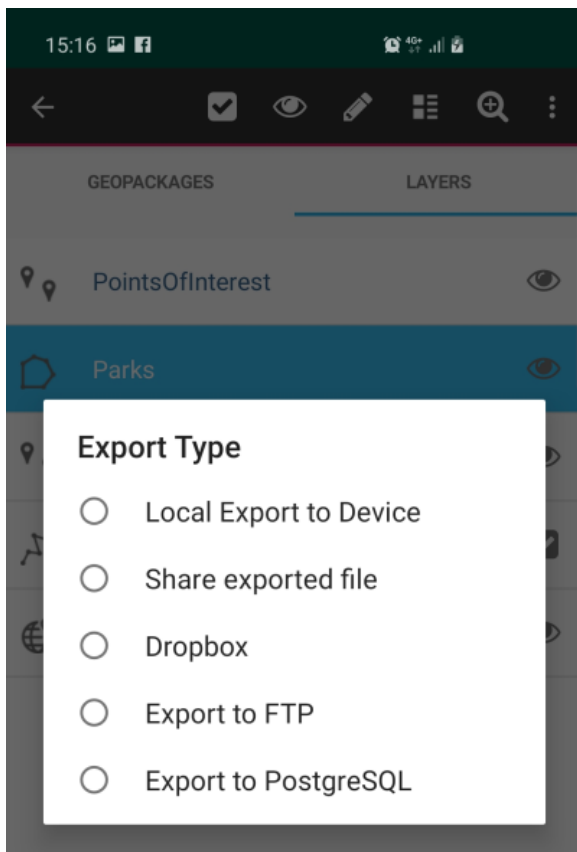 15:16
4G+
GEOPACKAGES LAYERS
PointsOfInterest
Parks
Export Type
Local Export to Device
Share exported file
Dropbox
Export to FTP
Export to PostgreSQL